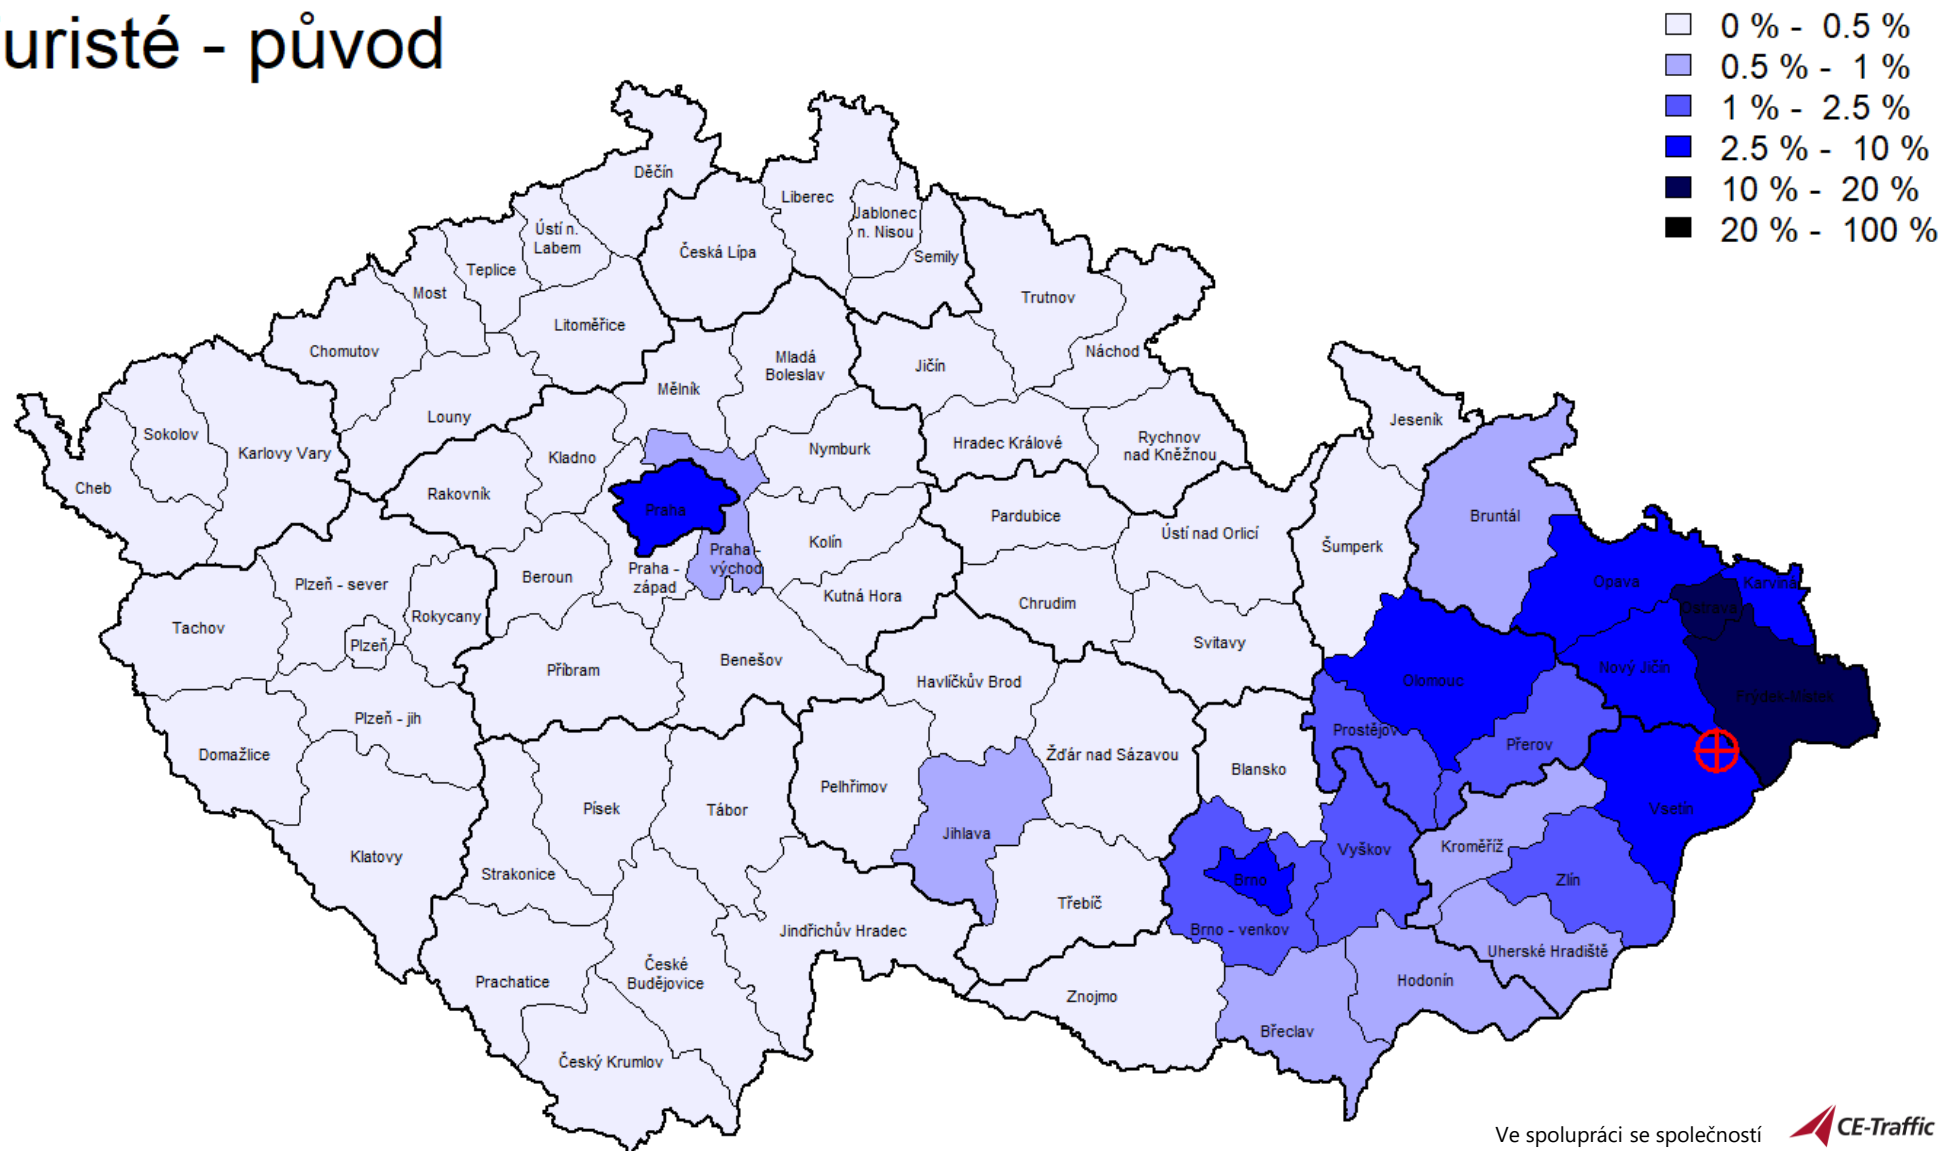 uristé - původ
0 % - 0.5 %
0.5 % - 1 %
1 % - 2.5 %
2.5 % - 10 %
10 % - 20 %
20 % - 100 %
Děčín
Liberec
Jablonec
n. Nisou
Ústí n.
Labem
Česká Lípa
Semily
Teplice
Most
Trutnov
Litoměřice
Chomutov
Náchod
Mladá
Boleslav
Jičín
Mělník
Louny
Jeseník
Sokolov
Karlovy Vary
Kladno
Nymburk
Hradec Králové
Rychnov
nad Kněžnou
Cheb
Rakovník
Praha
Pardubice
Bruntál
Ústí nad Orlicí
Kolín
Šumperk
Praha -
východ
Praha -
západ
Beroun
Plzeň - sever
Opava
Karviná
Kutná Hora
Chrudim
Ostrava
Rokycany
Tachov
Plzeň
Svitavy
Benešov
Příbram
Nový Jičín
Havlíčkův Brod
Olomouc
Frýdek-Místek
Plzeň - jih
Prostějov
Přerov
Domažlice
Žďár nad Sázavou
Blansko
Pelhřimov
Písek
Tábor
Vsetín
Jihlava
Kroměříž
Vyškov
Klatovy
Strakonice
Brno
Zlín
Třebíč
Jindřichův Hradec
Brno - venkov
Uherské Hradiště
České
Budějovice
Prachatice
Hodonín
Znojmo
Břeclav
Český Krumlov
Ve spolupráci se společností
CE-Traffic